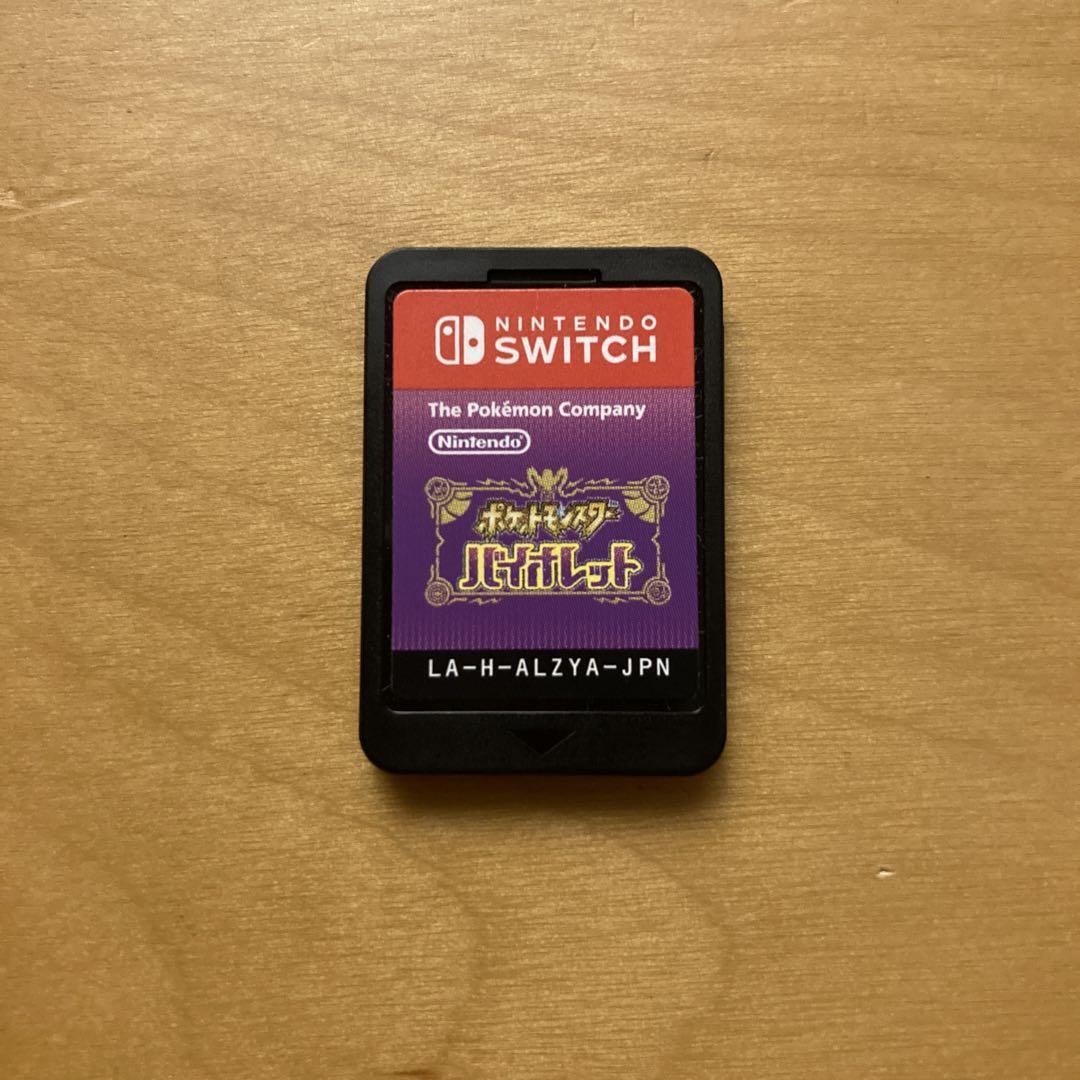 NINTENDO
SWITCH
The Pokémon Company
Nintendo
ポケットモンスター
バイオレット
LA-H-ALZYA-JPN